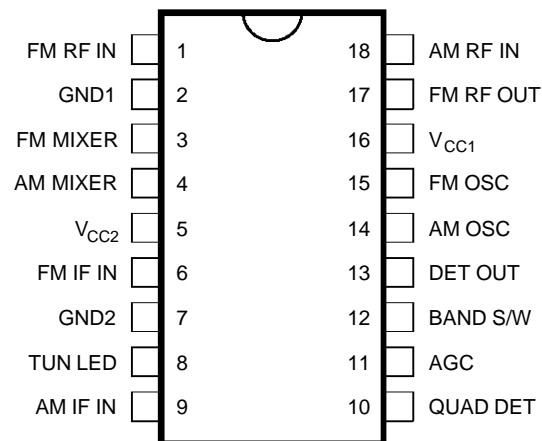 FM RF IN 1 18 AM RF IN
GND1 2 17 FM RF OUT
FM MIXER 3 16 VCC1
AM MIXER 4 15 FM OSC
VCC2 5 14 AM OSC
FM IF IN 6 13 DET OUT
GND2 7 12 BAND S/W
TUN LED 8 11 AGC
AM IF IN 9 10 QUAD DET